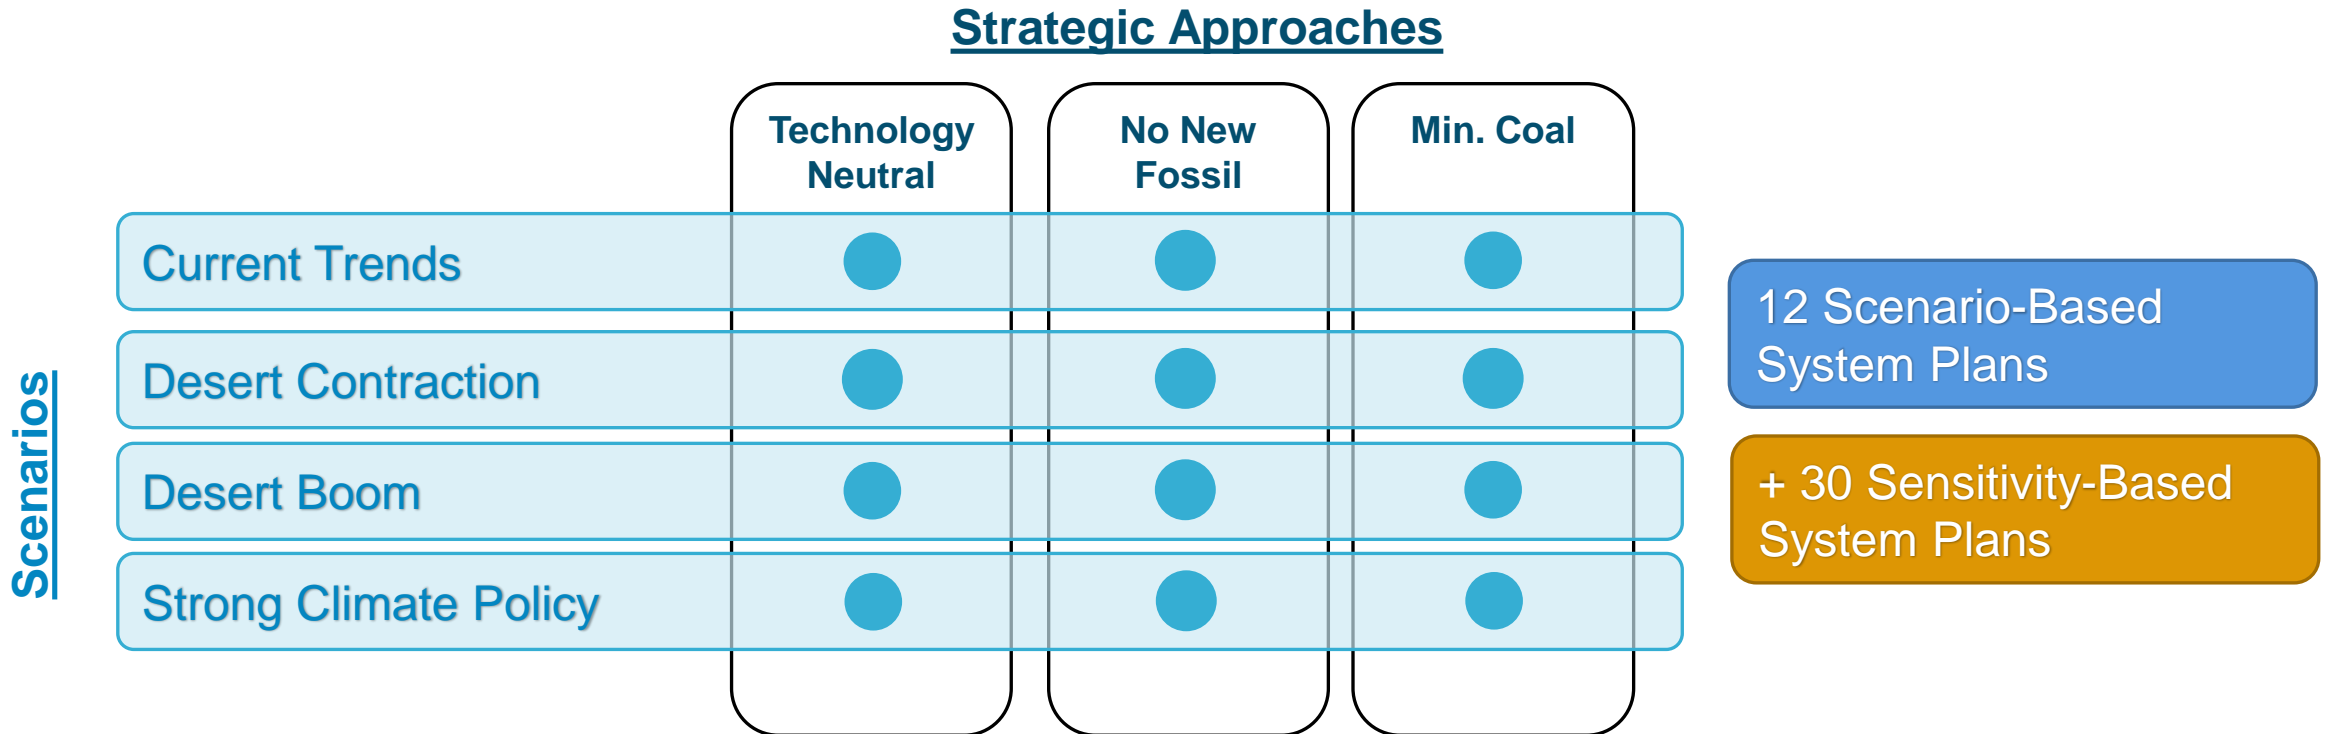 Strategic Approaches
Technology
Neutral
No New
Fossil
Min. Coal
Scenarios
Current Trends
Desert Contraction
Desert Boom
Strong Climate Policy
12 Scenario-Based
System Plans
+ 30 Sensitivity-Based
System Plans